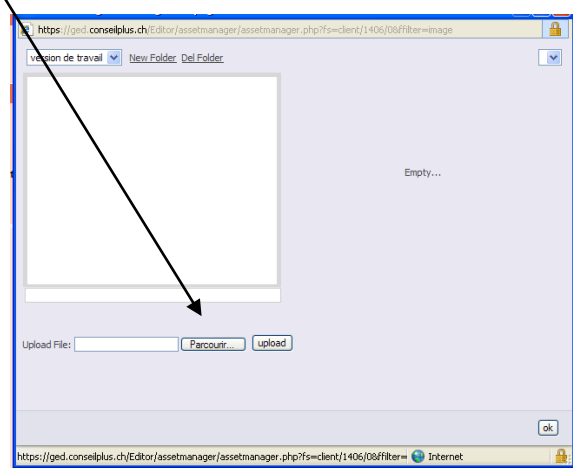 https://ged.conseilplus.ch/Editor/assetmanager/assetmanager.php?fs=client/1406/0&ffilter=image
version de travail New Folder Del Folder
Empty...
Upload File: Parcourir... upload
ok
https://ged.conseilplus.ch/Editor/assetmanager/assetmanager.php?fs=client/1406/0&ffilter= Internet